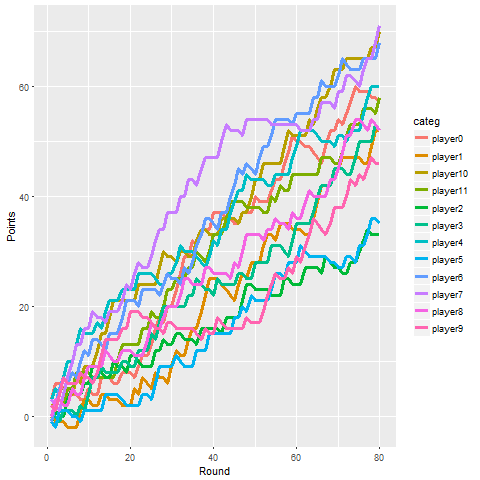 60
40
20
0
Points
0
20
40
60
80
Round
categ
player0
player1
player10
player11
player2
player3
player4
player5
player6
player7
player8
player9